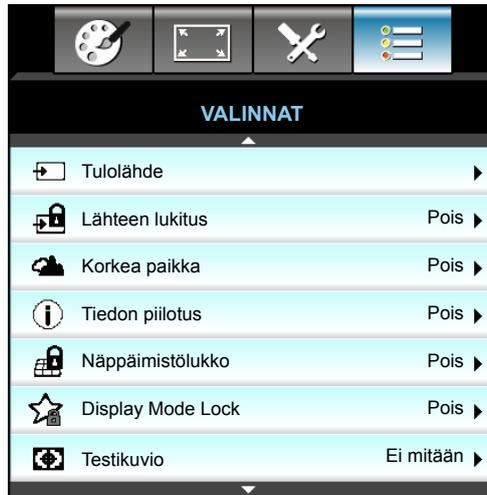 VALINNAT
Tulolähde
Lähteen lukitus Pois
Korkea paikka Pois
Tiedon piilotus Pois
Näppäimistölukko Pois
Display Mode Lock Pois
Testikuvio Ei mitään